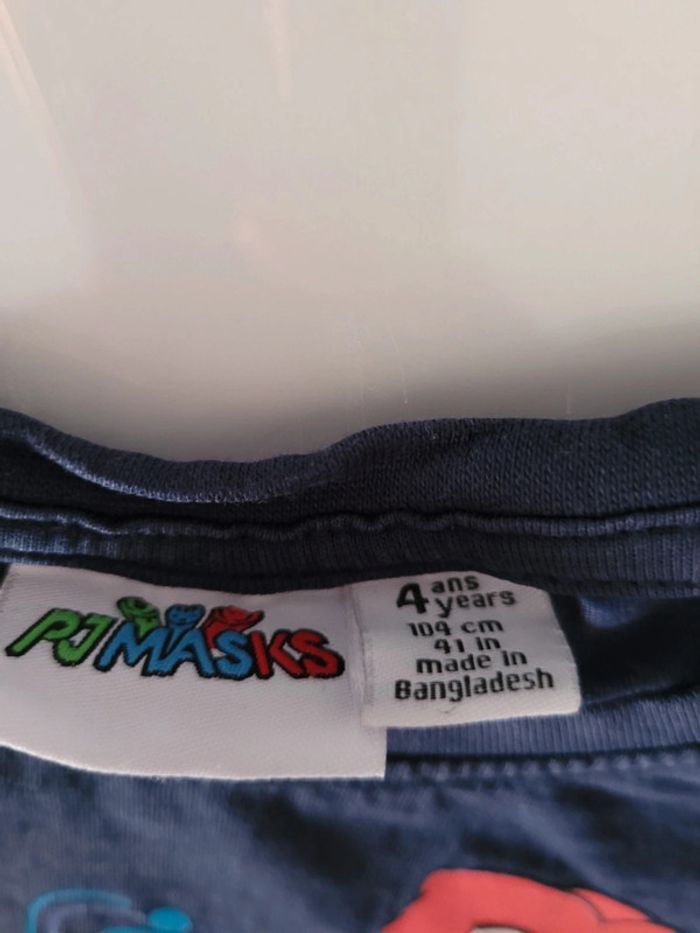 PJ MASKS
4 ans
years
104 cm
41 in
made in
Bangladesh